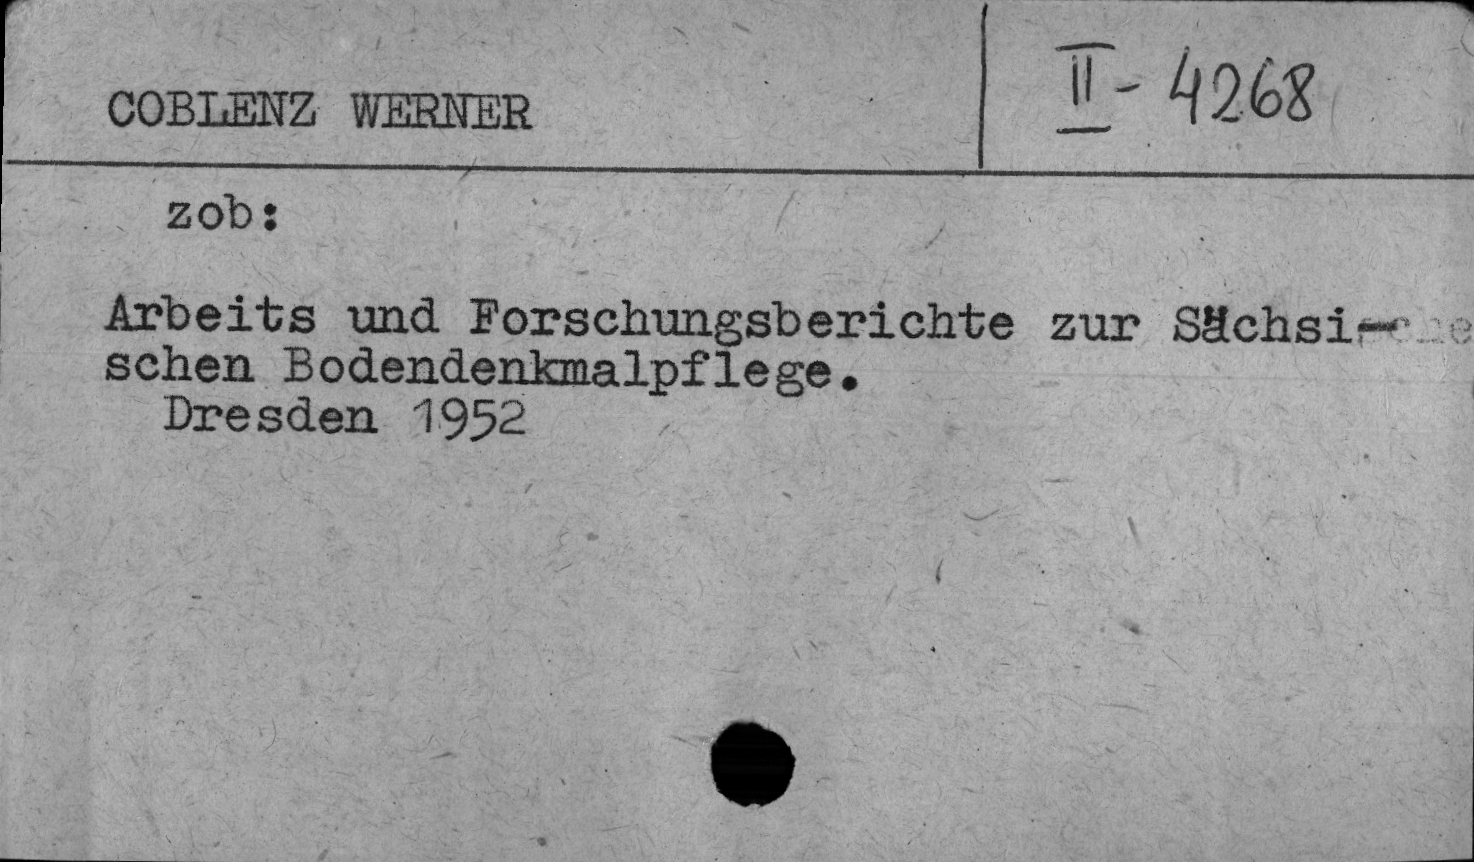 COBLENZ WERNER
II - 4268
zob:
Arbeits und Forschungsberichte zur Sächsi-
schen Bodendenkmalpflege.
Dresden 1952